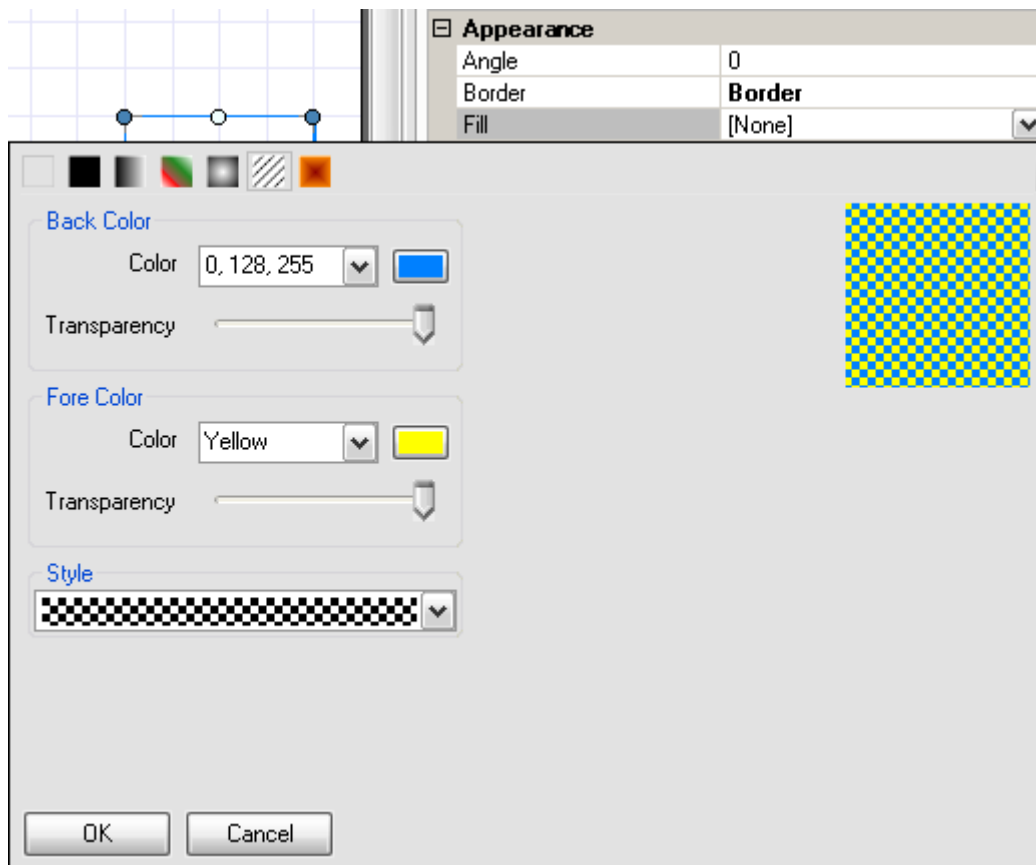 Appearance
Angle 0
Border Border
Fill [None]
Back Color
Color 0, 128, 255
Transparency
Fore Color
Color Yellow
Transparency
Style
OK Cancel